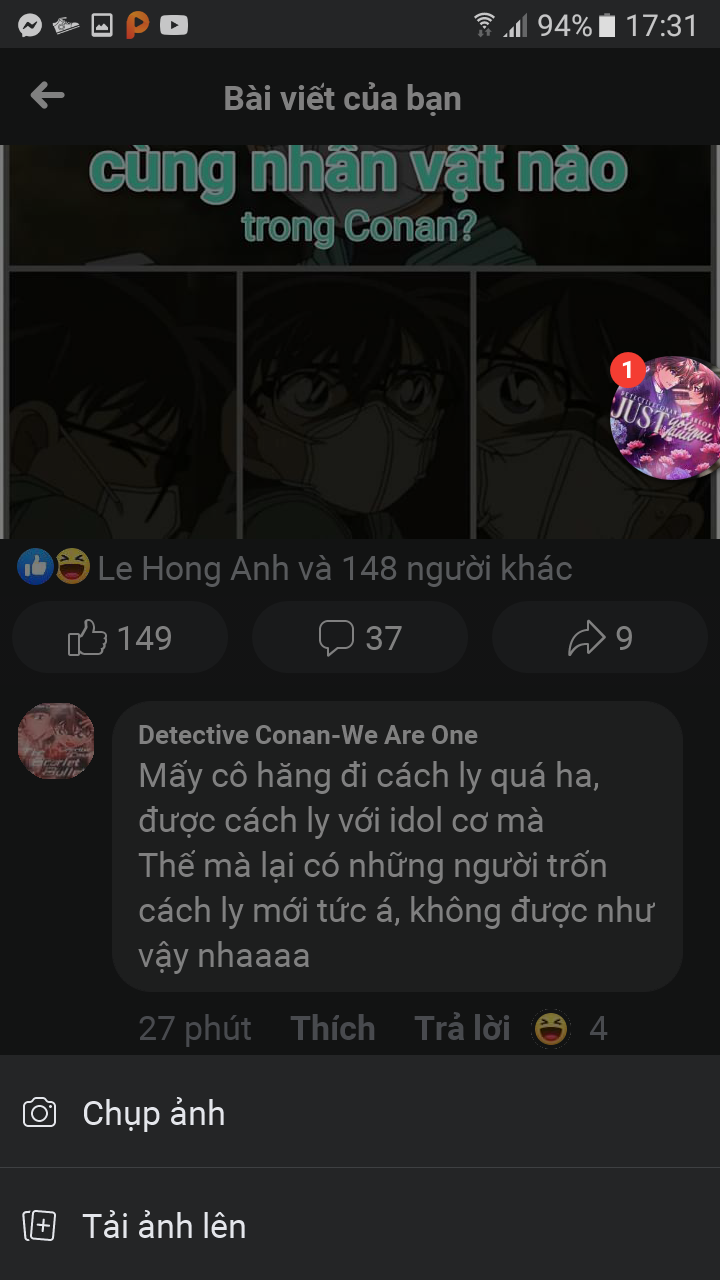 94% 17:31
Bài viết của bạn
cùng nhân vật nào
trong Conan?
1
JUST
Le Hong Anh và 148 người khác
149
37
9
Detective Conan-We Are One
Mấy cô hăng đi cách ly quá ha,
được cách ly với idol cơ mà
Thế mà lại có những người trốn
cách ly mới tức á, không được như
vậy nhaaaa
27 phút Thích Trả lời 4
Chụp ảnh
Tải ảnh lên